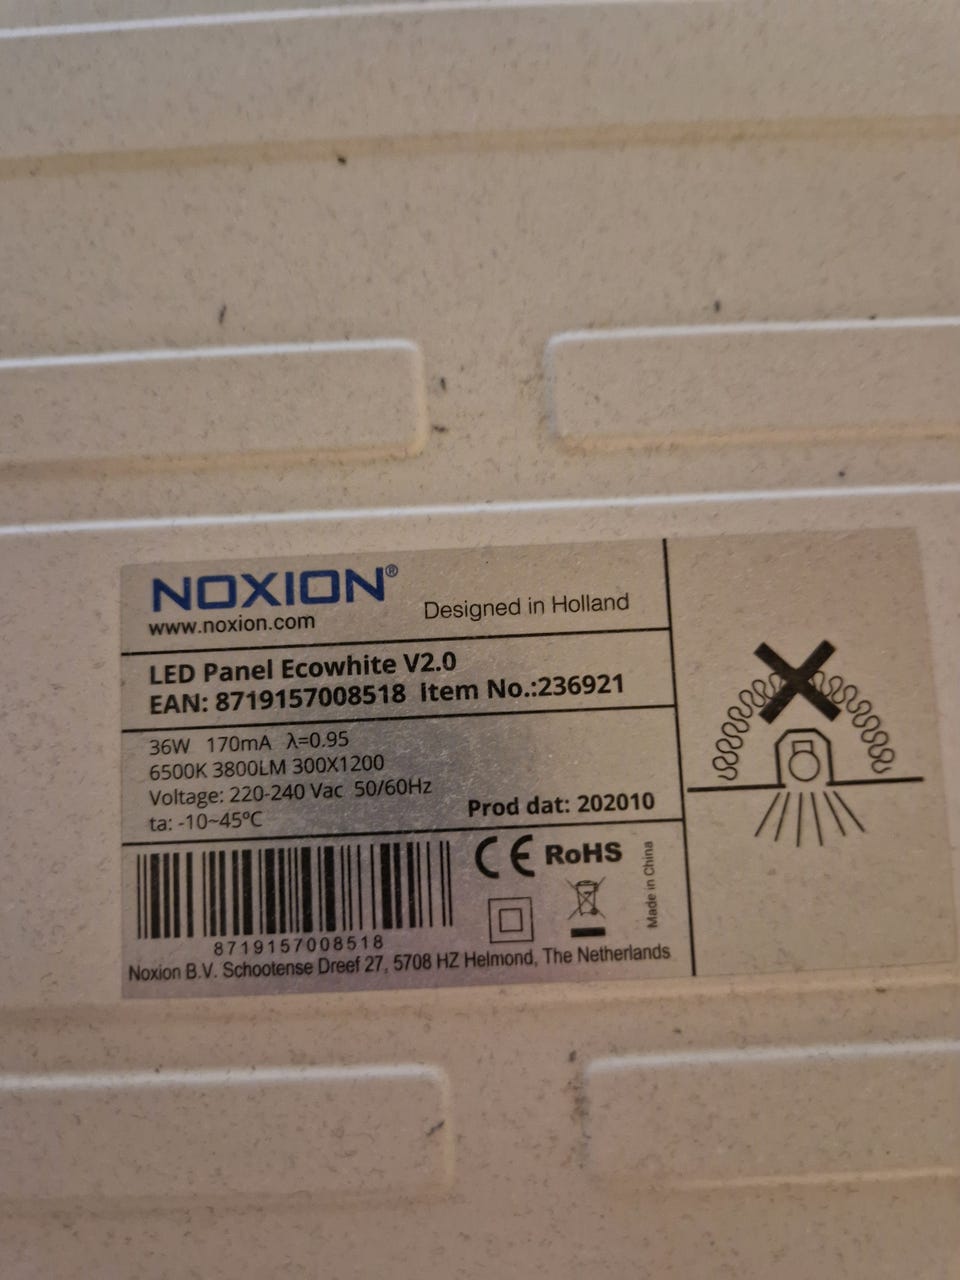 NOXION®
www.noxion.com
Designed in Holland
LED Panel Ecowhite V2.0
EAN: 8719157008518 Item No.:236921
36W 170mA λ=0.95
6500K 3800LM 300X1200
Voltage: 220-240 Vac 50/60Hz
ta: -10~45°C
Prod dat: 202010
CE RoHS
Made in China
8719157008518
Noxion B.V. Schootense Dreef 27, 5708 HZ Helmond, The Netherlands